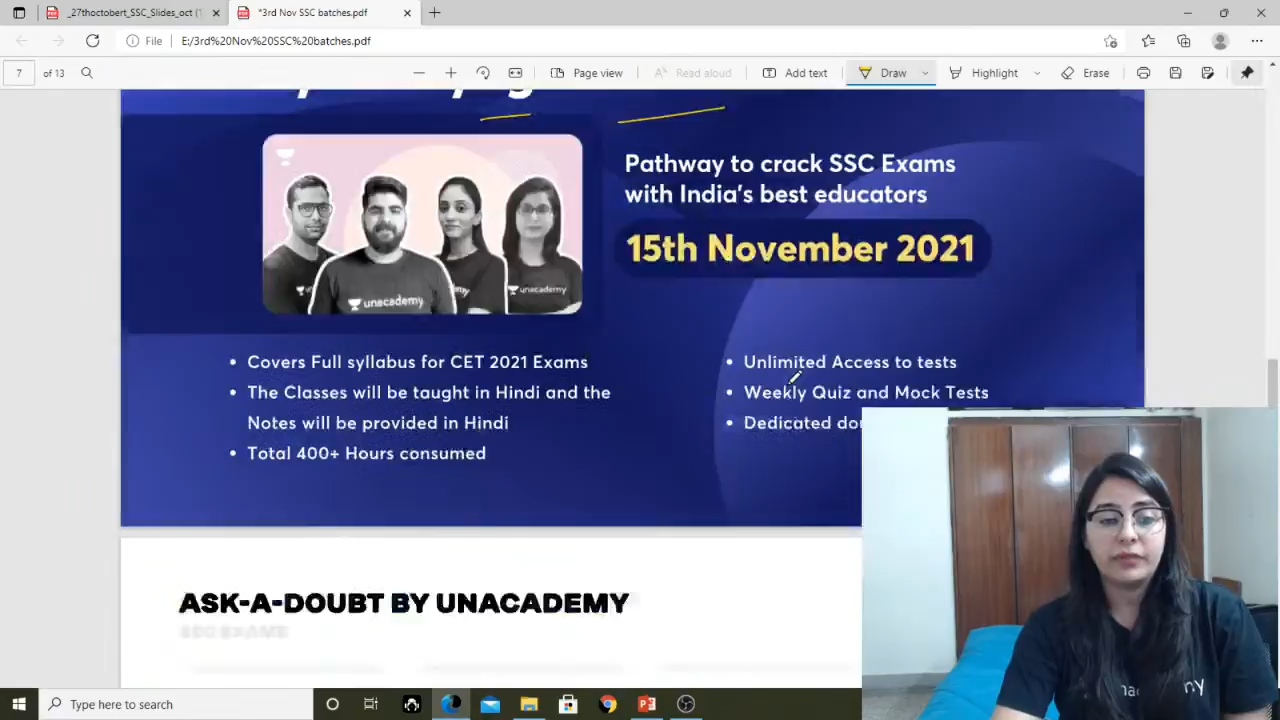 _27thoctobert_SSC_Slides_oct (1
*3rd Nov SSC batches.pdf
File
E:/3rd%20Nov%20SSC%20batches.pdf
7
of 13
Page view
Read aloud
Add text
Draw
Highlight
Erase
Pathway to crack SSC Exams
with India's best educators
15th November 2021
unacademy
unacademy
Covers Full syllabus for CET 2021 Exams
The Classes will be taught in Hindi and the
Notes will be provided in Hindi
Total 400+ Hours consumed
Unlimited Access to tests
Weekly Quiz and Mock Tests
Dedicated
ASK-A-DOUBT BY UNACADEMY
Type here to search